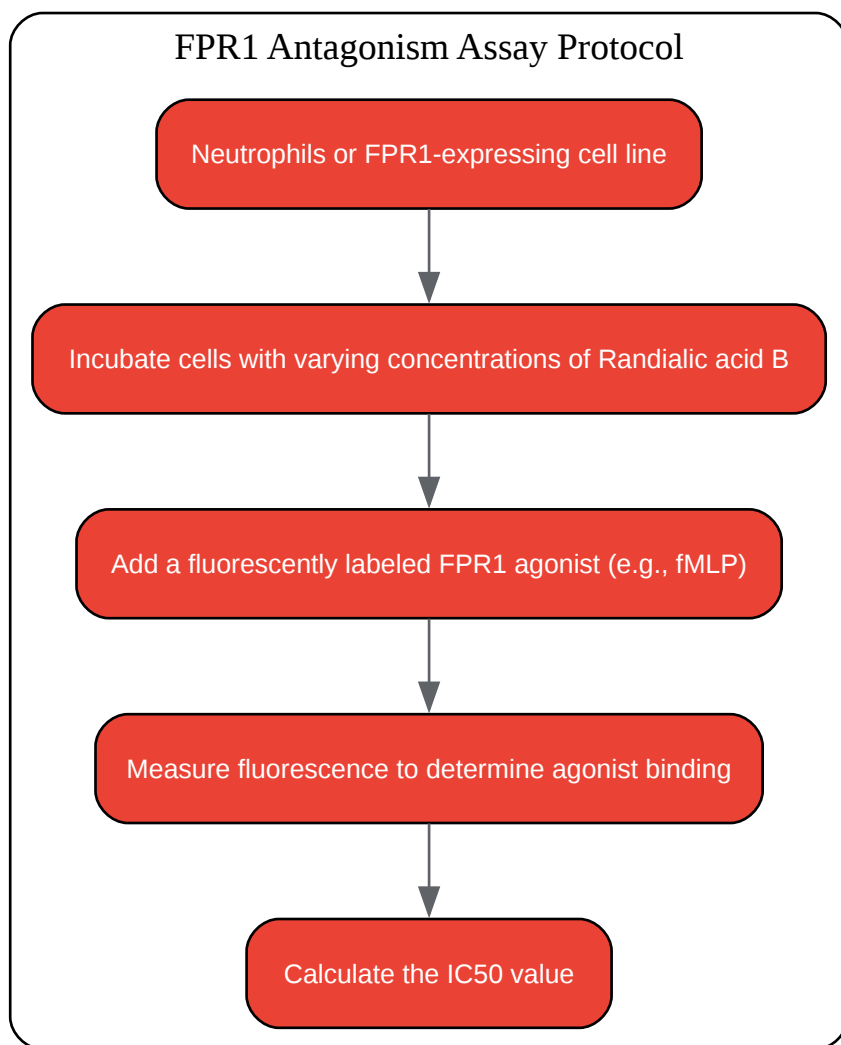 FPR1 Antagonism Assay Protocol
Neutrophils or FPR1-expressing cell line
Incubate cells with varying concentrations of Randialic acid B
Add a fluorescently labeled FPR1 agonist (e.g., fMLP)
Measure fluorescence to determine agonist binding
Calculate the IC50 value